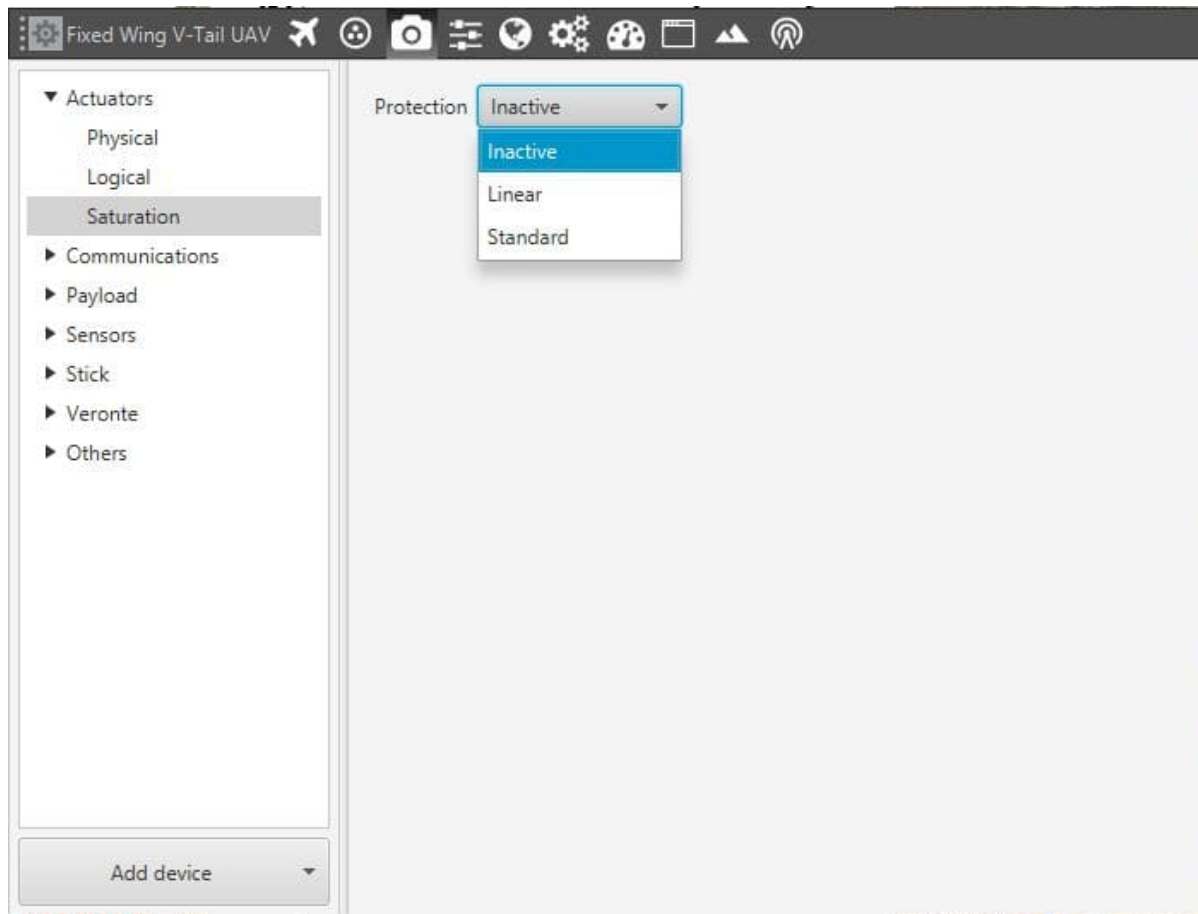 Fixed Wing V-Tail UAV
Actuators
Physical
Logical
Saturation
Communications
Payload
Sensors
Stick
Veronte
Others
Add device
Protection Inactive
Inactive
Linear
Standard